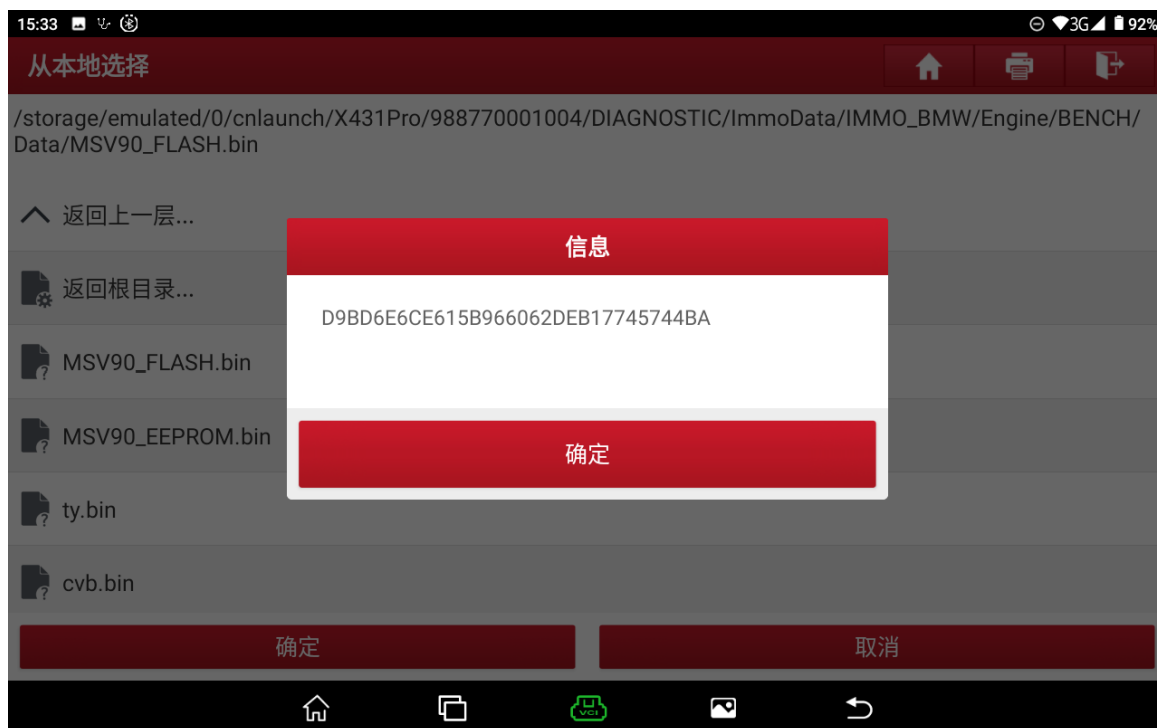 15:33 3G 92%
从本地选择
/storage/emulated/0/cnlaunch/X431Pro/988770001004/DIAGNOSTIC/ImmoData/IMMO_BMW/Engine/BENCH/
Data/MSV90_FLASH.bin
返回上一层...
信息
返回根目录...
D9BD6E6CE615B966062DEB17745744BA
MSV90_FLASH.bin
MSV90_EEPROM.bin
确定
ty.bin
cvb.bin
确定 取消
VCI